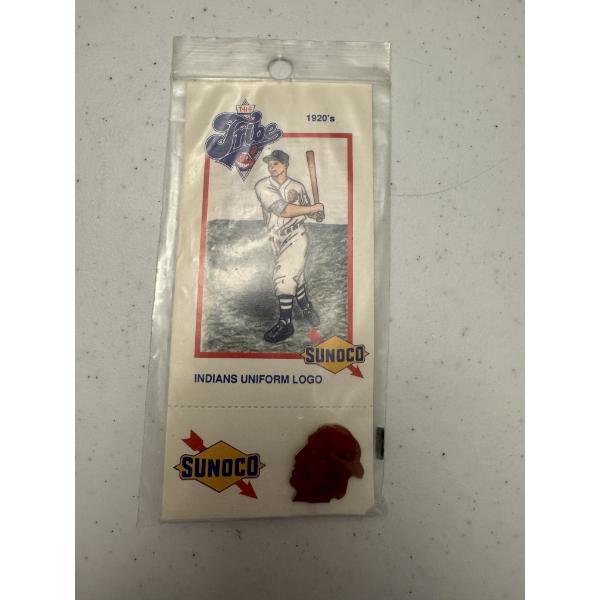 THE
Tribe
1920's
SUNOCO
INDIANS UNIFORM LOGO
SUNOCO